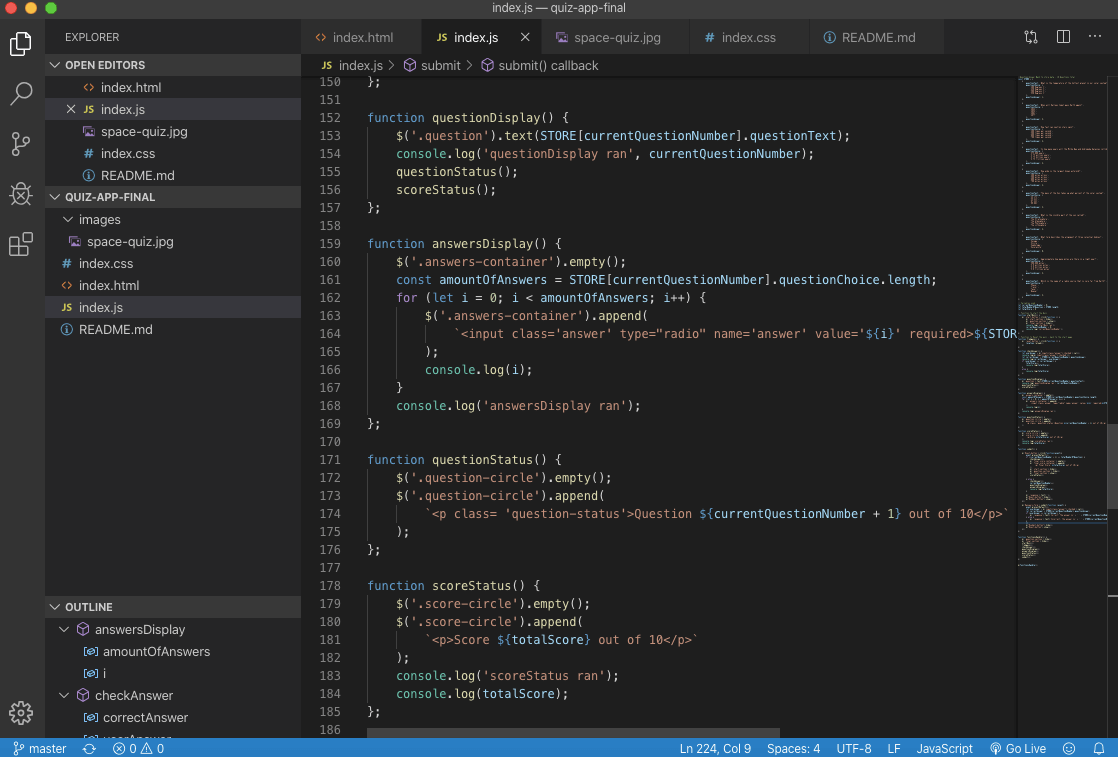 index.js — quiz-app-final
EXPLORER
OPEN EDITORS
<> index.html
JS index.js
space-quiz.jpg
# index.css
README.md
QUIZ-APP-FINAL
images
space-quiz.jpg
# index.css
<> index.html
JS index.js
README.md
OUTLINE
answersDisplay
amountOfAnswers
i
checkAnswer
correctAnswer
userAnswer
<> index.html
JS index.js
space-quiz.jpg
# index.css
README.md
JS index.js > submit > submit() callback
150 };
151
152 function questionDisplay() {
153     $('.question').text(STORE[currentQuestionNumber].questionText);
154     console.log('questionDisplay ran', currentQuestionNumber);
155     questionStatus();
156     scoreStatus();
157 };
158
159 function answersDisplay() {
160     $('.answers-container').empty();
161     const amountOfAnswers = STORE[currentQuestionNumber].questionChoice.length;
162     for (let i = 0; i < amountOfAnswers; i++) {
163         $('.answers-container').append(
164             `<input class='answer' type="radio" name='answer' value='${i}' required>${STOR
165         );
166         console.log(i);
167     }
168     console.log('answersDisplay ran');
169 };
170
171 function questionStatus() {
172     $('.question-circle').empty();
173     $('.question-circle').append(
174         `<p class= 'question-status'>Question ${currentQuestionNumber + 1} out of 10</p>`
175     );
176 };
177
178 function scoreStatus() {
179     $('.score-circle').empty();
180     $('.score-circle').append(
181         `<p>Score ${totalScore} out of 10</p>`
182     );
183     console.log('scoreStatus ran');
184     console.log(totalScore);
185 };
186
master 0 0 Ln 224, Col 9 Spaces: 4 UTF-8 LF JavaScript Go Live